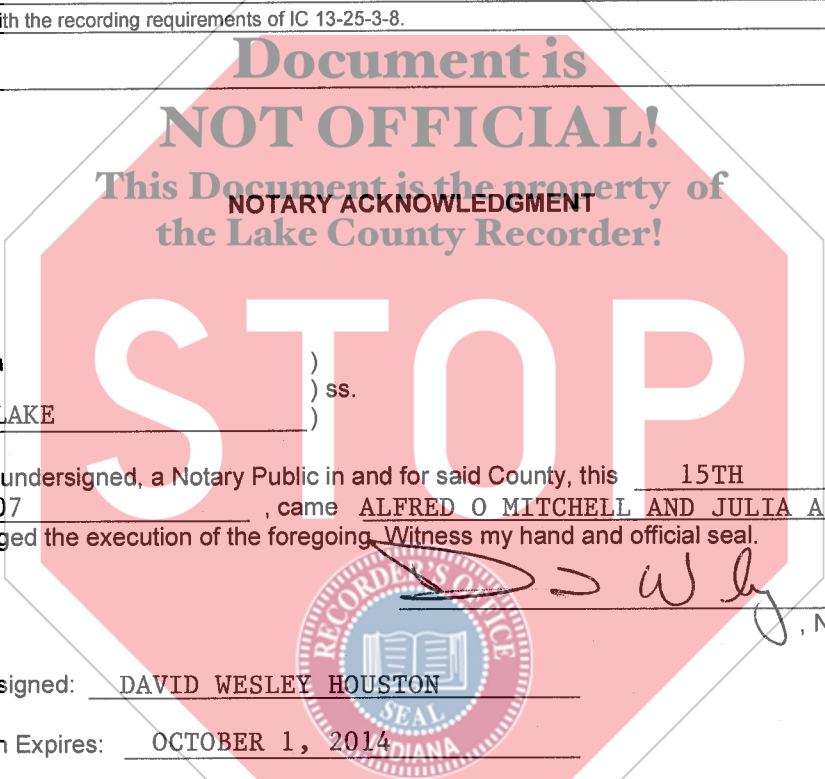 ith the recording requirements of IC 13-25-3-8.
Document is
NOT OFFICIAL!
This Document is the property of
NOTARY ACKNOWLEDGMENT
the Lake County Recorder!
STOP
) 
) ss.
LAKE )
undersigned, a Notary Public in and for said County, this 15TH
07 , came ALFRED O MITCHELL AND JULIA A
ged the execution of the foregoing. Witness my hand and official seal.
, N
RECORDER'S OFFICE
signed: DAVID WESLEY HOUSTON
SEAL
INDIANA
n Expires: OCTOBER 1, 2014